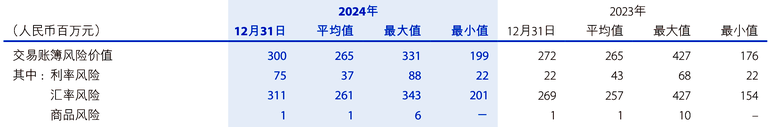 2024年 2023年
（人民币百万元） 12月31日 平均值 最大值 最小值 12月31日 平均值 最大值 最小值
交易账簿风险价值 300 265 331 199 272 265 427 176
其中：利率风险 75 37 88 22 22 43 68 22
汇率风险 311 261 343 201 269 257 427 154
商品风险 1 1 6 – 1 1 10 –